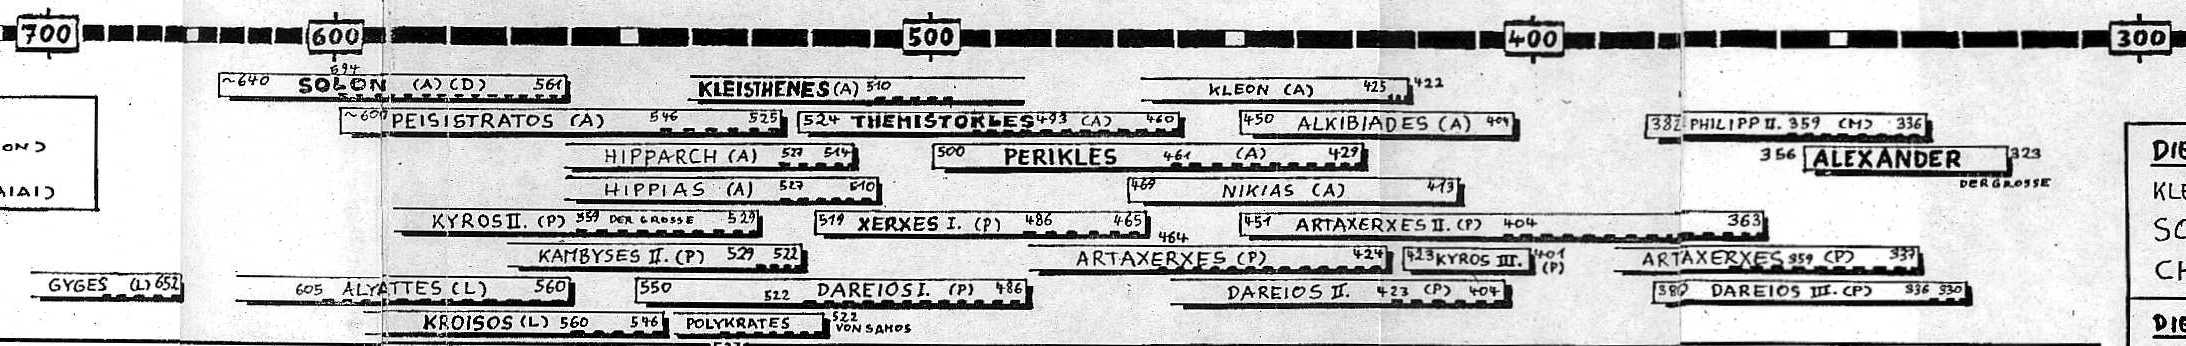 700 600 500 400 300
~640 594 SOLON (A) (D) 561 KLEISTHENES (A) 510 KLEON (A) 425 422
~600 PEISISTRATOS (A) 546 525 524 THEMISTOKLES 493 (A) 460 450 ALKIBIADES (A) 404 382 PHILIPP II. 359 (M) 336
HIPPARCH (A) 527 514 500 PERIKLES 461 (A) 429 356 ALEXANDER 323 DIE
DER GROSSE
HIPPIAS (A) 527 510 469 NIKIAS (A) 413 KLE
KYROS II. (P) 559 DER GROSSE 529 519 XERXES I. (P) 486 465 451 ARTAXERXES II. (P) 404 363 SO
KAMBYSES II. (P) 529 522 464 ARTAXERXES (P) 424 423 KYROS III. 401 (P) ARTAXERXES 359 (P) 337 CH
GYGES (L) 652 605 ALYATTES (L) 560 550 522 DAREIOS I. (P) 486 DAREIOS II. 423 (P) 404 380 DAREIOS III. (P) 336 330
KROISOS (L) 560 546 POLYKRATES 522 VON SAMOS DIE